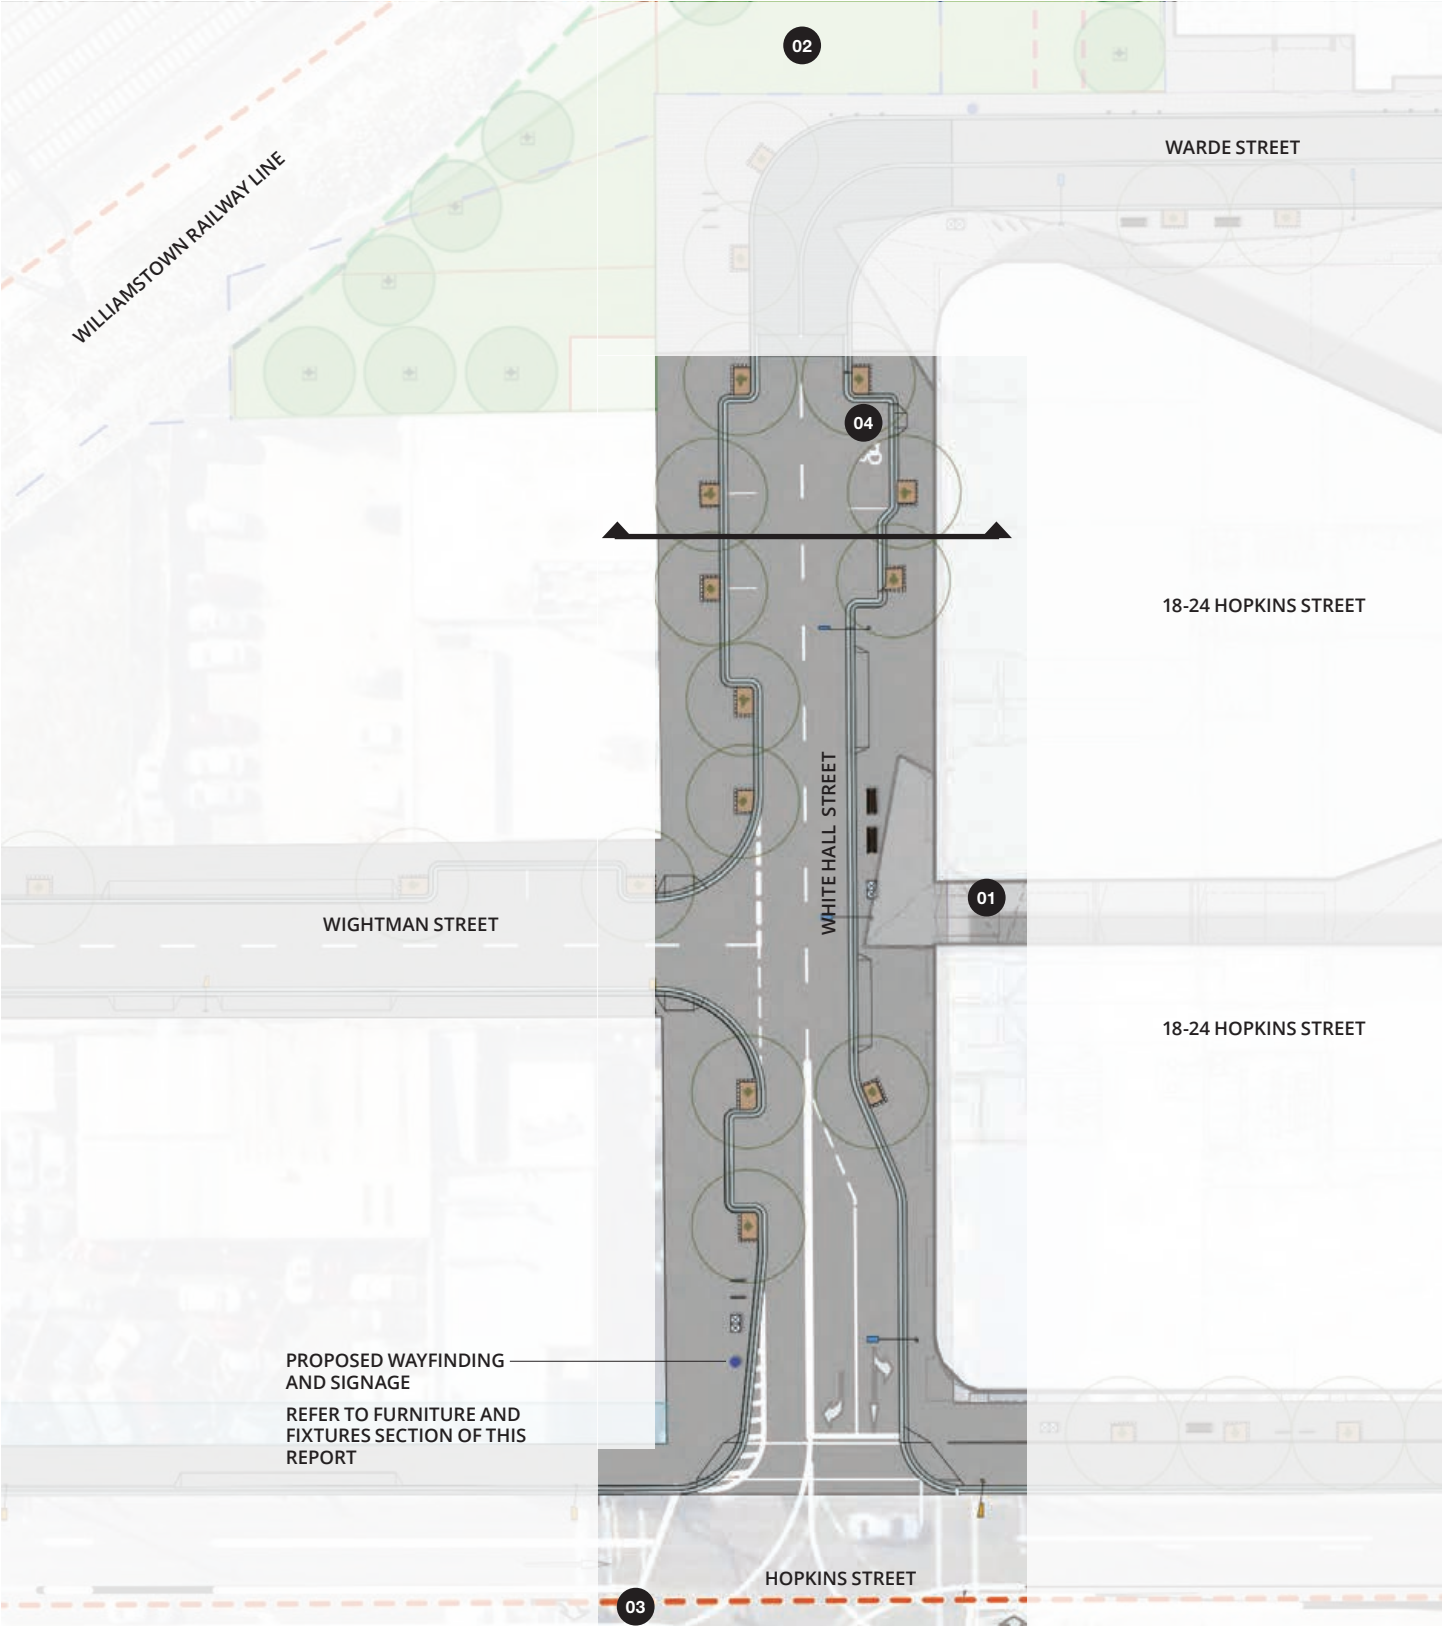 02
WARDE STREET
WILLIAMSTOWN RAILWAY LINE
04
18-24 HOPKINS STREET
WHITE HALL STREET
01
WIGHTMAN STREET
18-24 HOPKINS STREET
PROPOSED WAYFINDING
AND SIGNAGE
REFER TO FURNITURE AND
FIXTURES SECTION OF THIS
REPORT
HOPKINS STREET
03